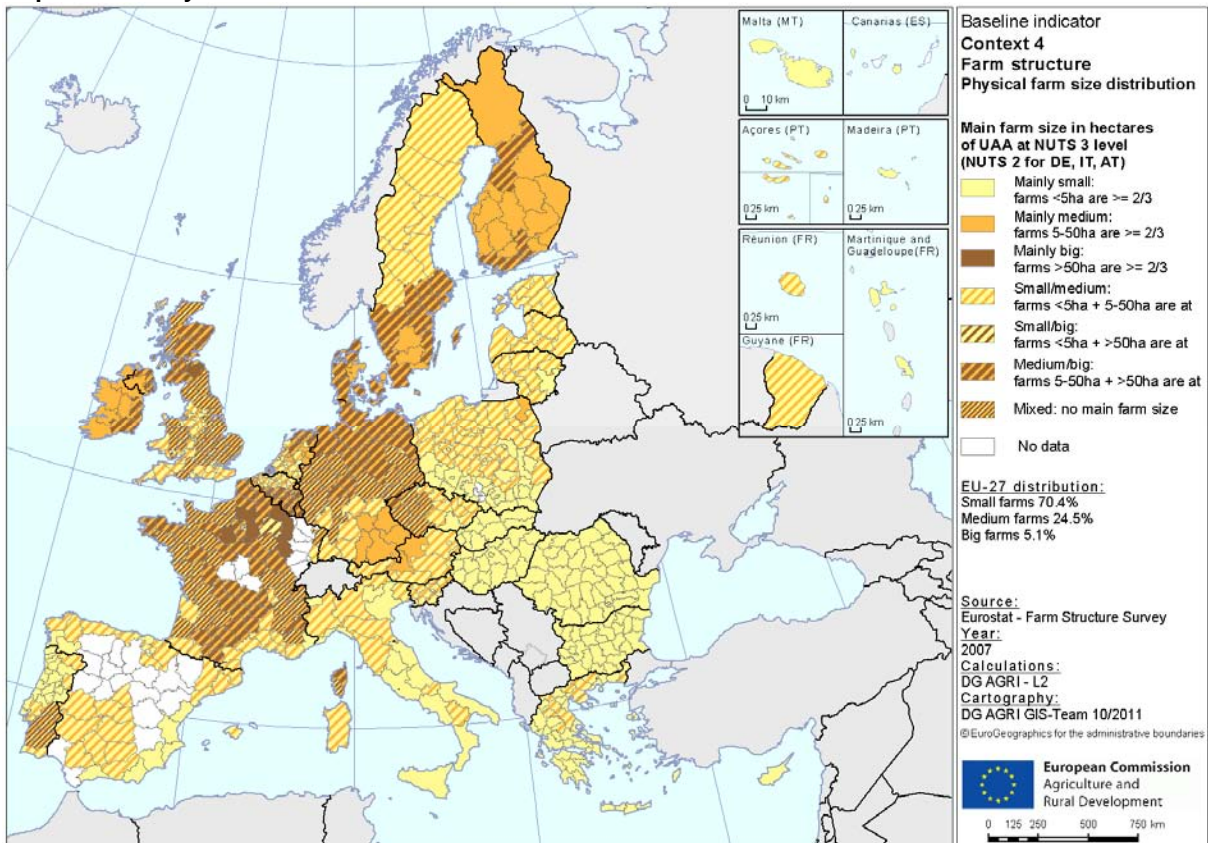 Malta (MT)
Canarias (ES)
0 10 km
Açores (PT)
Madeira (PT)
0 25 km
0 25 km
Réunion (FR)
Martinique and
Guadeloupe(FR)
0 25 km
0 25 km
Guyane (FR)
Baseline indicator
Context 4
Farm structure
Physical farm size distribution
Main farm size in hectares
of UAA at NUTS 3 level
(NUTS 2 for DE, IT, AT)
Mainly small:
farms <5ha are >= 2/3
Mainly medium:
farms 5-50ha are >= 2/3
Mainly big:
farms >50ha are >= 2/3
Small/medium:
farms <5ha + 5-50ha are at
Small/big:
farms <5ha + >50ha are at
Medium/big:
farms 5-50ha + >50ha are at
Mixed: no main farm size
No data
EU-27 distribution:
Small farms 70.4%
Medium farms 24.5%
Big farms 5.1%
Source:
Eurostat - Farm Structure Survey
Year:
2007
Calculations:
DG AGRI - L2
Cartography:
DG AGRI GIS-Team 10/2011
©EuroGeographics for the administrative boundaries
European Commission
Agriculture and
Rural Development
0 125 250 500 750 km